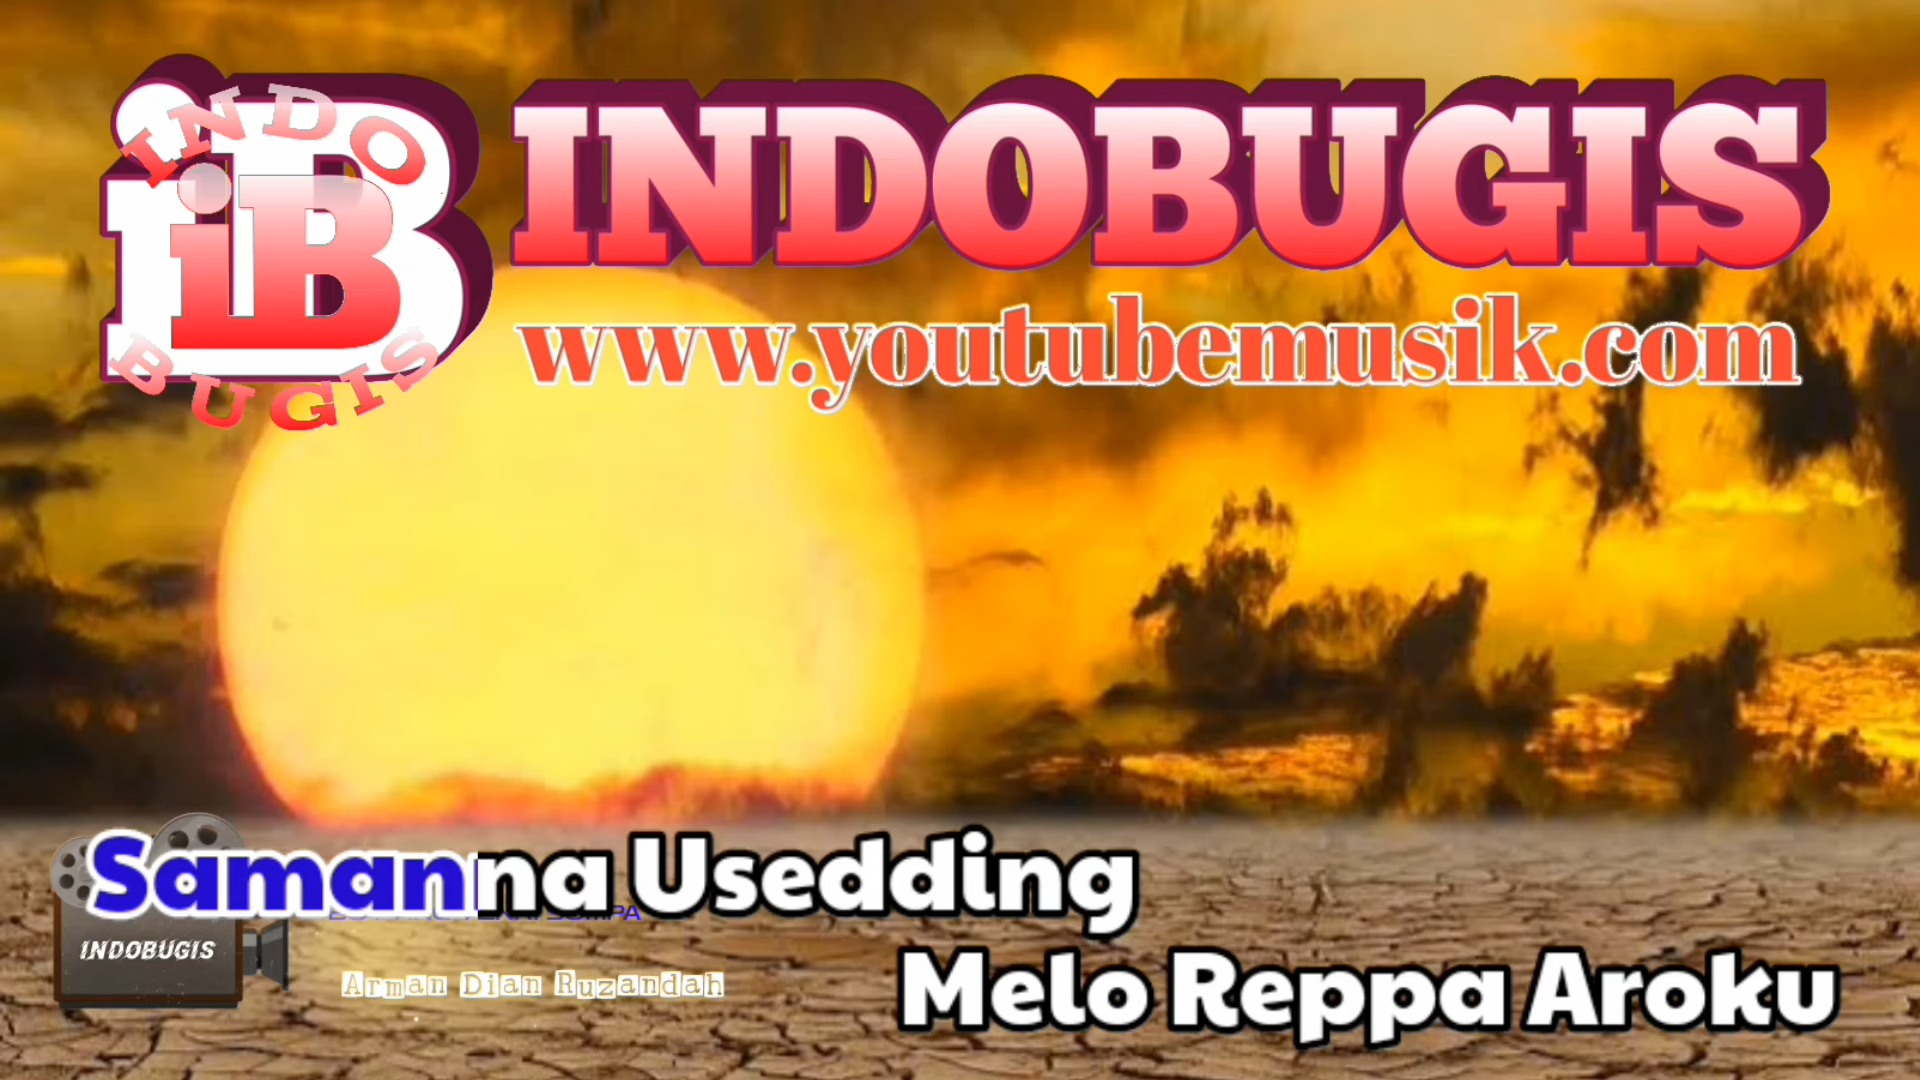 INDO
iB
BUGIS
INDOBUGIS
www.youtubemusik.com
Samanna Usedding
INDOBUGIS
Arman Dian Ruzandah
Melo Reppa Aroku